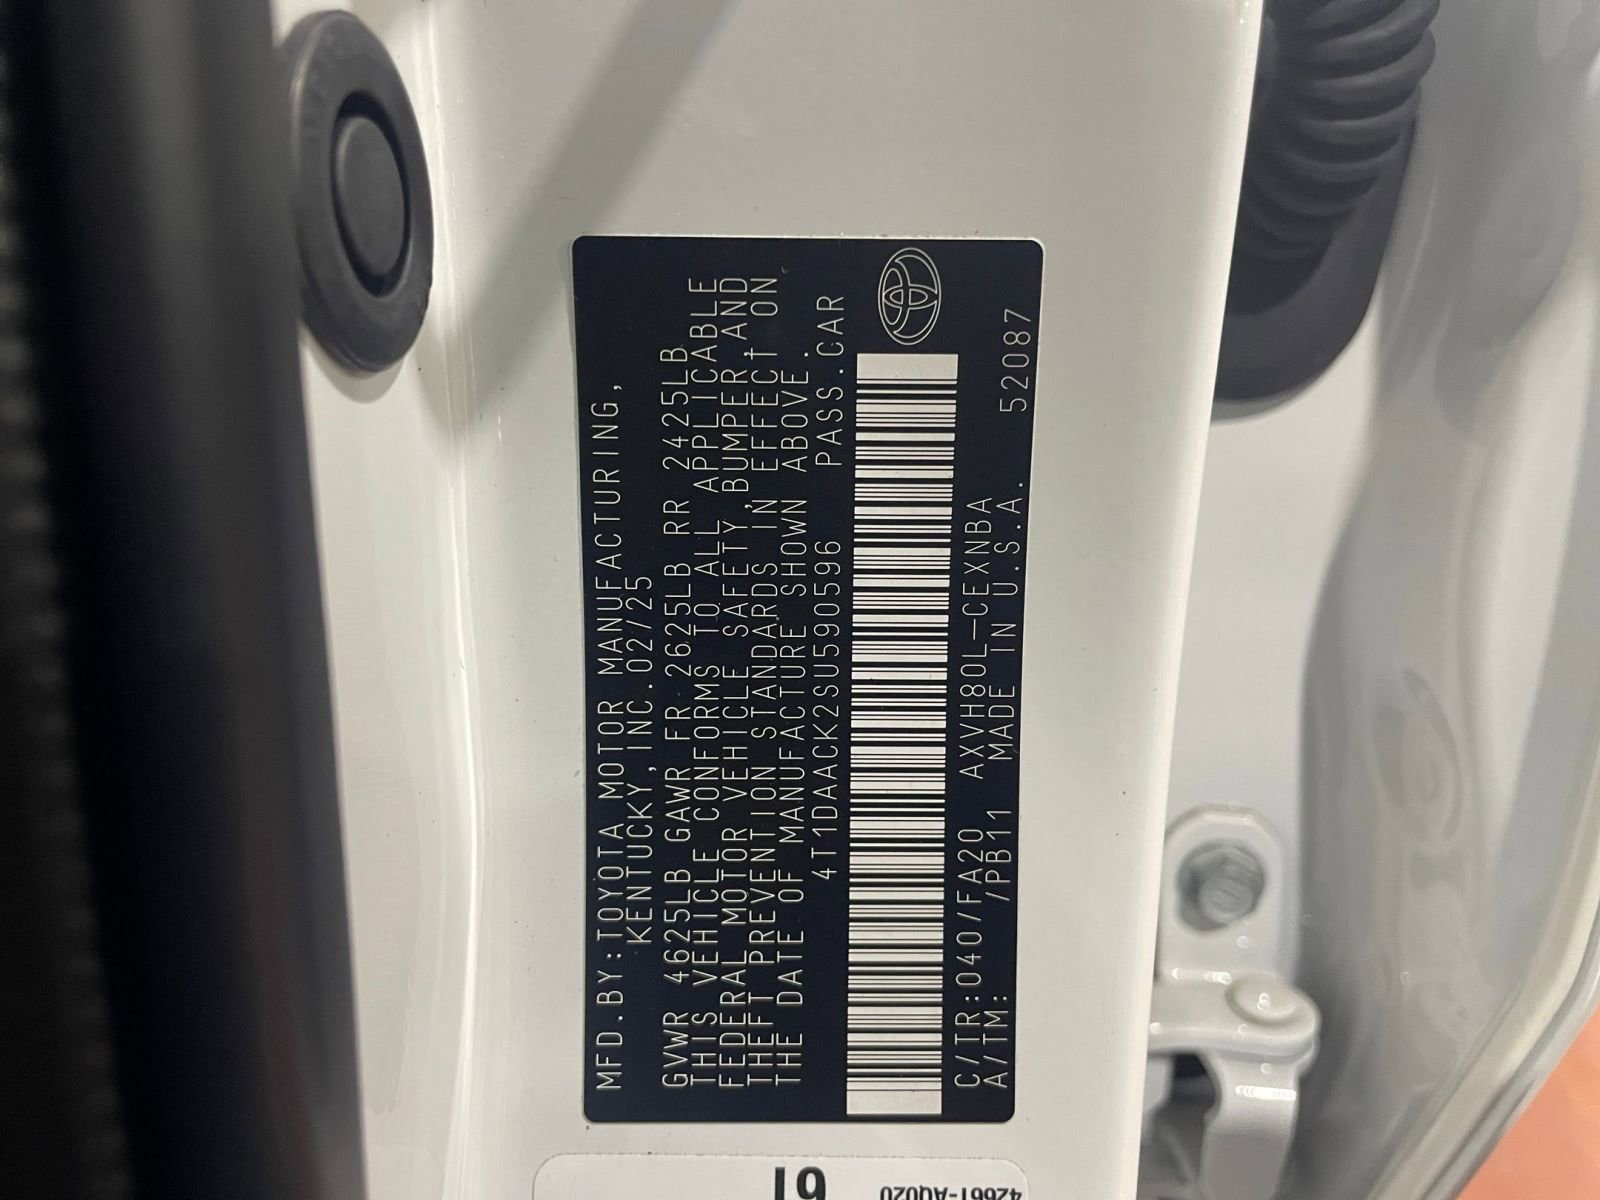 MFD.BY:TOYOTA MOTOR MANUFACTURING,
KENTUCKY,INC.02/25
GVWR 4625LB GAWR FR 2625LB RR 2425LB
THIS VEHICLE CONFORMS TO ALL APPLICABLE
FEDERAL MOTOR VEHICLE SAFETY,BUMPER,AND
THEFT PREVENTION STANDARDS IN EFFECT ON
THE DATE OF MANUFACTURE SHOWN ABOVE.
4T1DAACK2SU590596 PASS.CAR
C/TR:040/FA20 AXVH80L-CEXNBA
A/TM: /PB11 MADE IN U.S.A. 52087
61
42661-AQ020